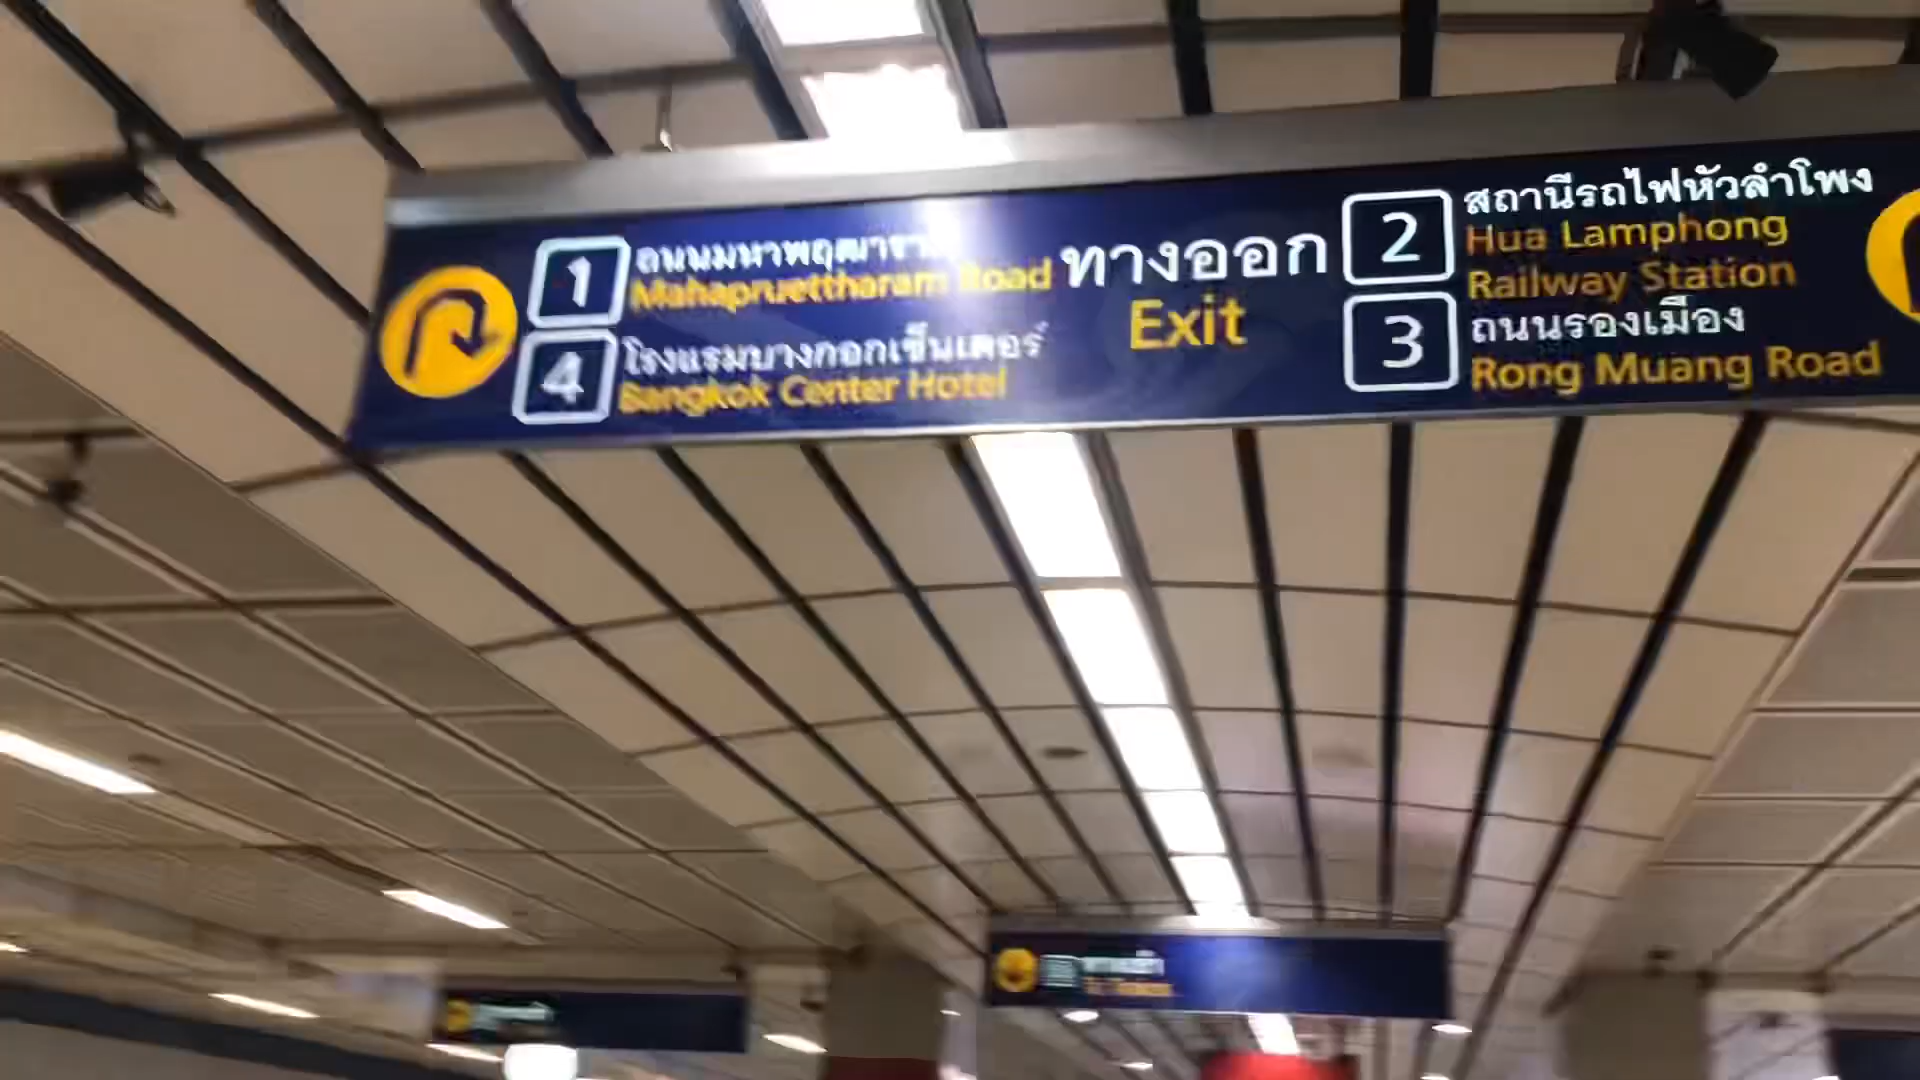 1 ถนนมหาพฤฒาราม
Mahapruettharam Road
4 โรงแรมบางกอกเซ็นเตอร์
Bangkok Center Hotel
ทางออก
Exit
2 สถานีรถไฟหัวลำโพง
Hua Lamphong
Railway Station
3 ถนนรองเมือง
Rong Muang Road